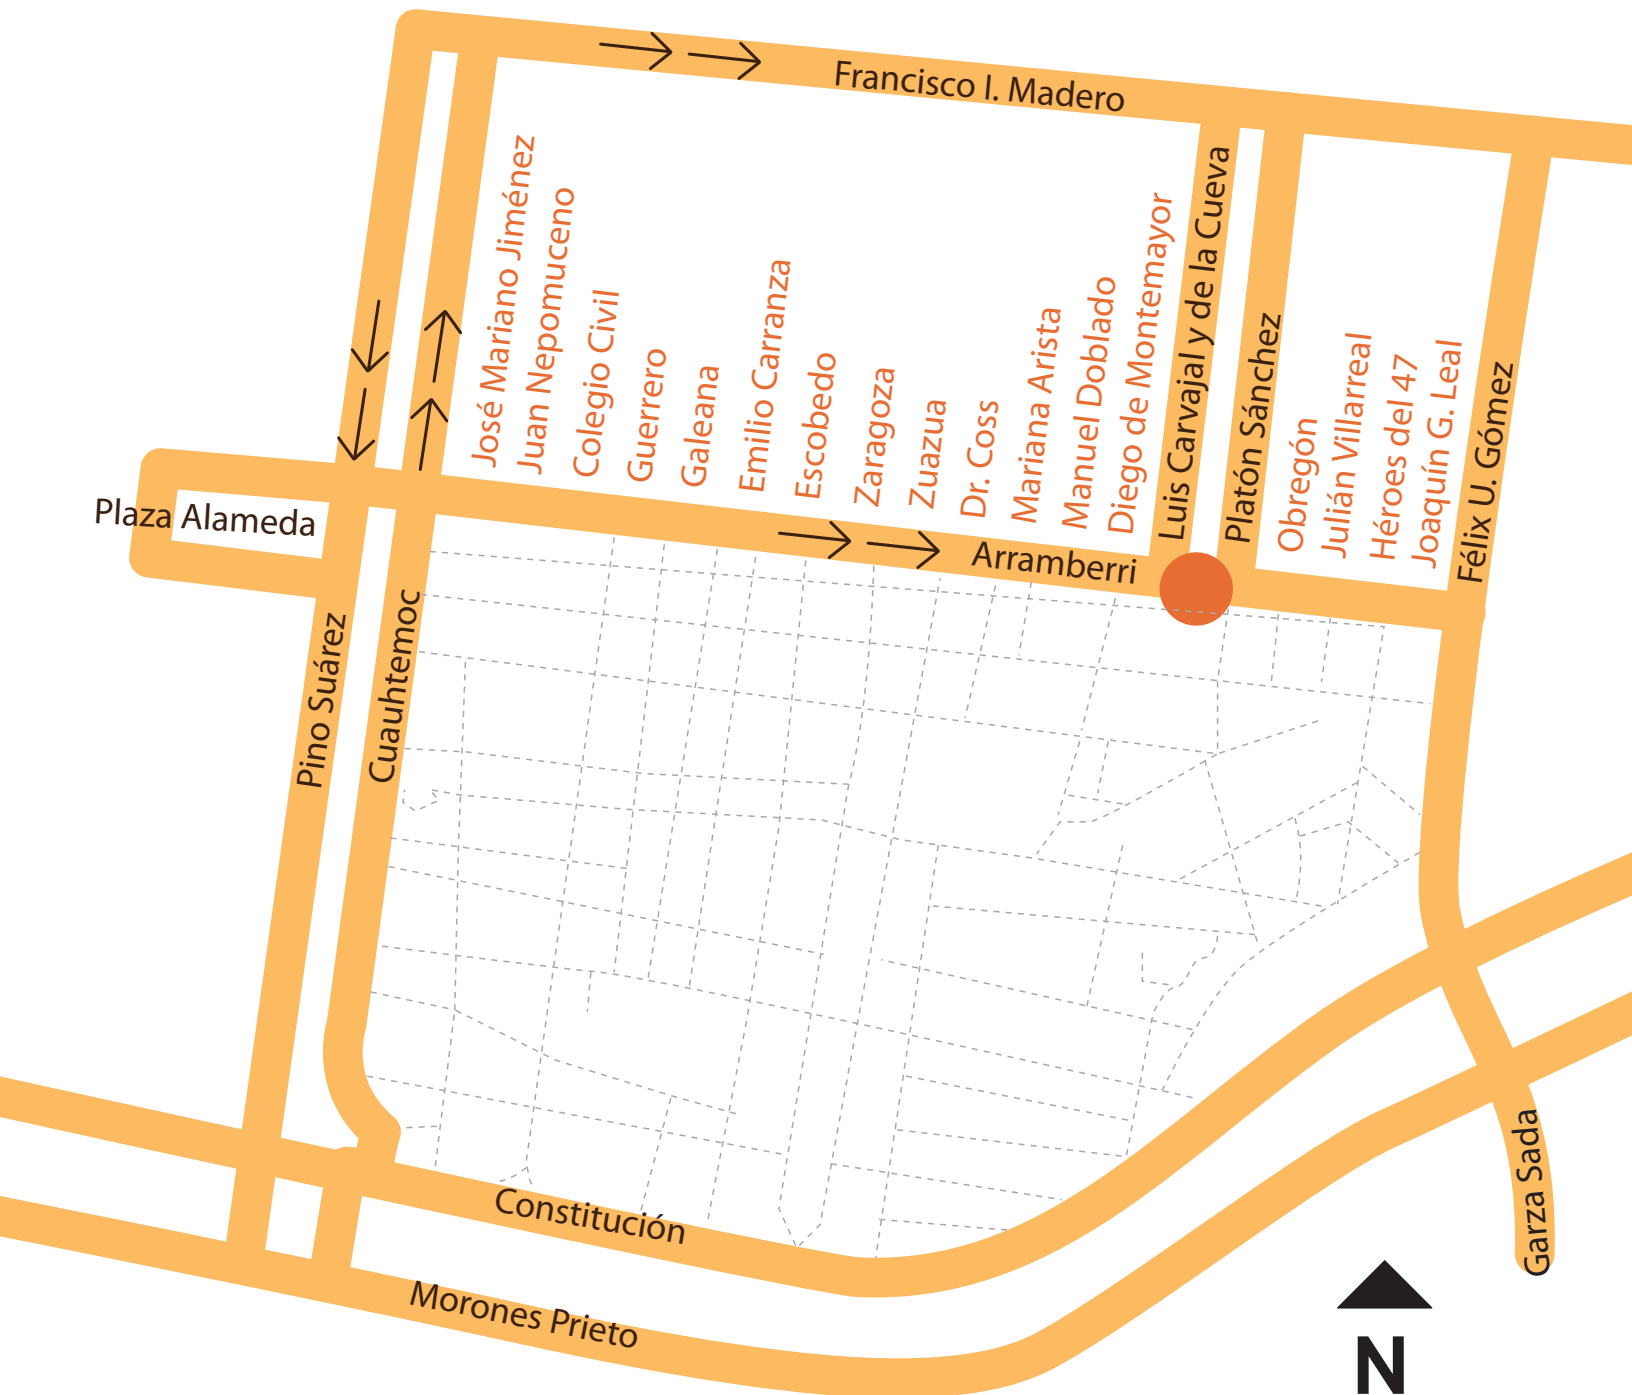 Francisco I. Madero
José Mariano Jiménez
Juan Nepomuceno
Colegio Civil
Guerrero
Galeana
Emilio Carranza
Escobedo
Zaragoza
Zuazua
Dr. Coss
Mariana Arista
Manuel Doblado
Diego de Montemayor
Luis Carvajal y de la Cueva
Platón Sánchez
Obregón
Julián Villarreal
Héroes del 47
Joaquín G. Leal
Félix U. Gómez
Plaza Alameda
Arramberri
Pino Suárez
Cuauhtemoc
Constitución
Morones Prieto
Garza Sada
N